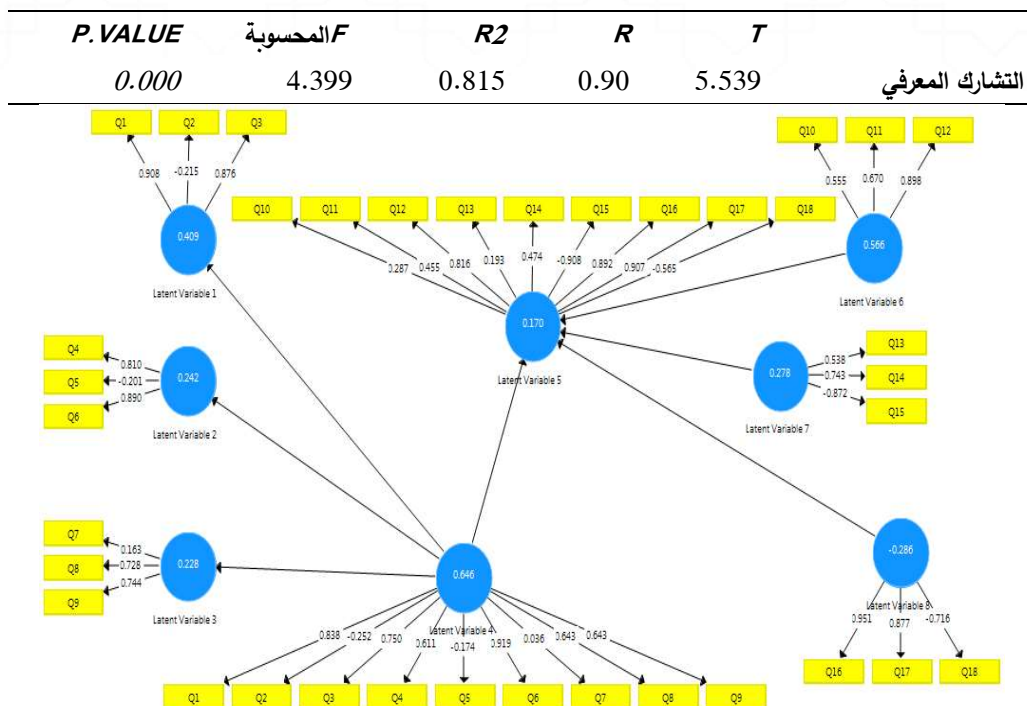 P.VALUE F المحسوبة R2 R T
التشارك المعرفي 5.539 0.90 0.815 4.399 0.000
Q1 Q2 Q3
0.908 -0.215 0.876
0.409
Latent Variable 1
Q10 Q11 Q12
0.555 0.670 0.898
0.566
Latent Variable 6
Q10 Q11 Q12 Q13 Q14 Q15 Q16 Q17 Q18
0.287 0.455 0.816 0.193 0.474 -0.908 0.892 0.907 -0.565
0.170
Latent Variable 5
Q4
Q5
Q6
0.810
-0.201
0.890
0.242
Latent Variable 2
0.278
Latent Variable 7
0.538
0.743
-0.872
Q13
Q14
Q15
Q7
Q8
Q9
0.163
0.728
0.744
0.228
Latent Variable 3
0.646
Latent Variable 4
0.838 -0.252 0.750 0.611 -0.174 0.919 0.036 0.643 0.643
Q1 Q2 Q3 Q4 Q5 Q6 Q7 Q8 Q9
-0.286
Latent Variable 8
0.951 0.877 -0.716
Q16 Q17 Q18